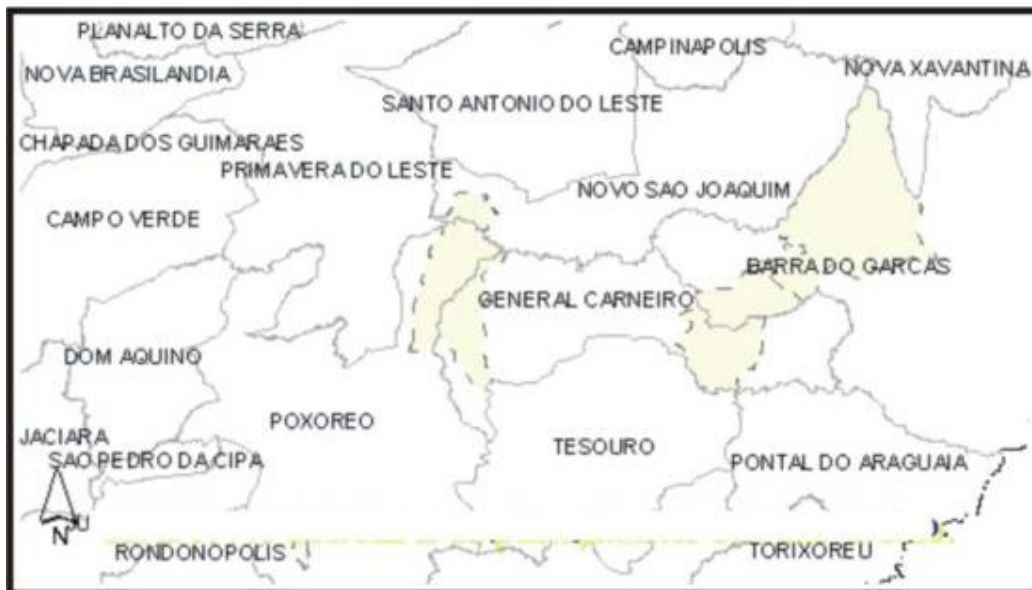 PLANALTO DA SERRA
CAMPINAPOLIS
NOVA BRASILANDIA
NOVA XAVANTINA
SANTO ANTONIO DO LESTE
CHAPADA DOS GUIMARAES
PRIMAVERA DO LESTE
NOVO SAO JOAQUIM
CAMPO VERDE
BARRA DO GARCAS
GENERAL CARNEIRO
DOM AQUINO
POXOREO
JACIARA
TESOURO
SAO PEDRO DA CIPA
PONTAL DO ARAGUAIA
N
RONDONOPOLIS
TORIXOREU